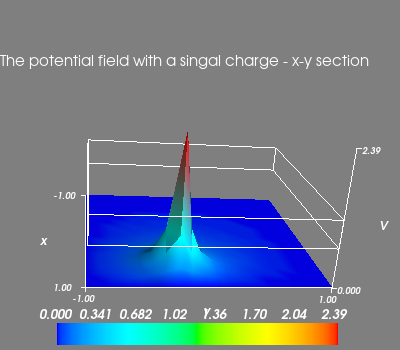 The potential field with a singal charge - x-y section
2.39
-1.00
V
x
1.00
0.000
-1.00
1.00
0.000 0.341 0.682 1.02 1.36 1.70 2.04 2.39
Y